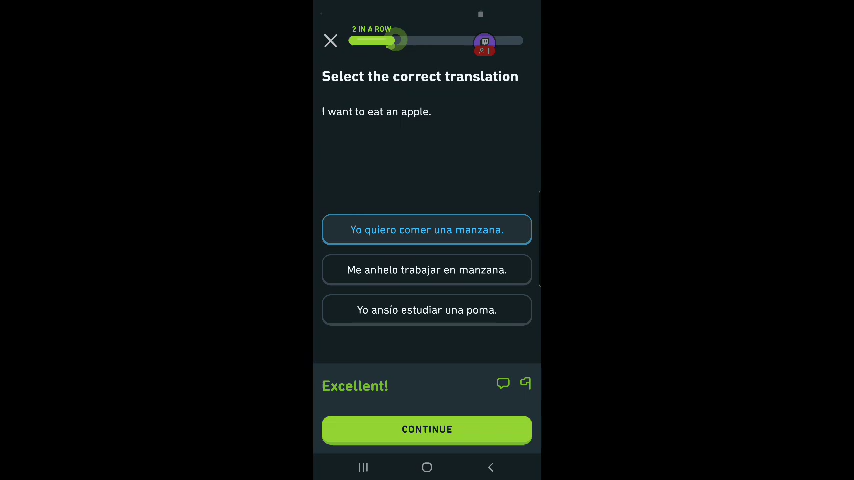 2 IN A ROW
Select the correct translation
I want to eat an apple.
Yo quiero comer una manzana.
Me anhelo trabajar en manzana.
Yo ansío estudiar una poma.
Excellent!
CONTINUE